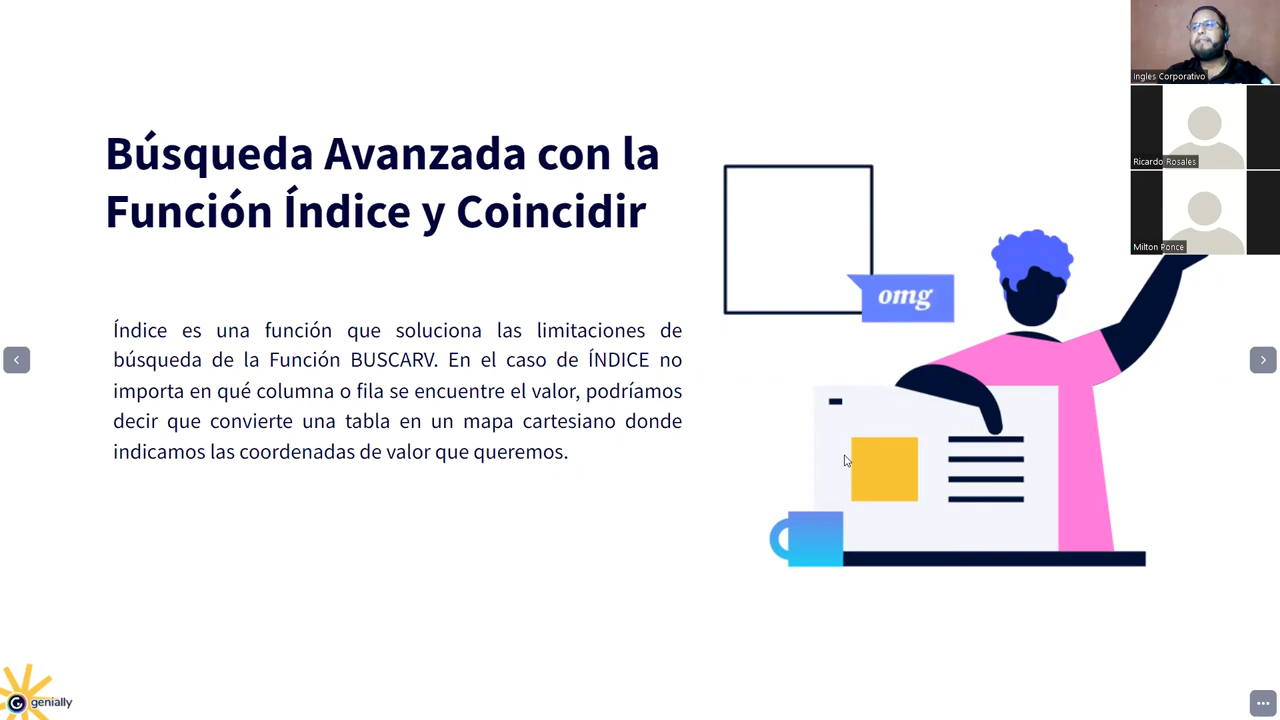 Búsqueda Avanzada con la
Función Índice y Coincidir
Índice es una función que soluciona las limitaciones de
búsqueda de la Función BUSCARV. En el caso de ÍNDICE no
importa en qué columna o fila se encuentre el valor, podríamos
decir que convierte una tabla en un mapa cartesiano donde
indicamos las coordenadas de valor que queremos.
omg
Ingles Corporativo
Ricardo Rosales
Milton Ponce
genially